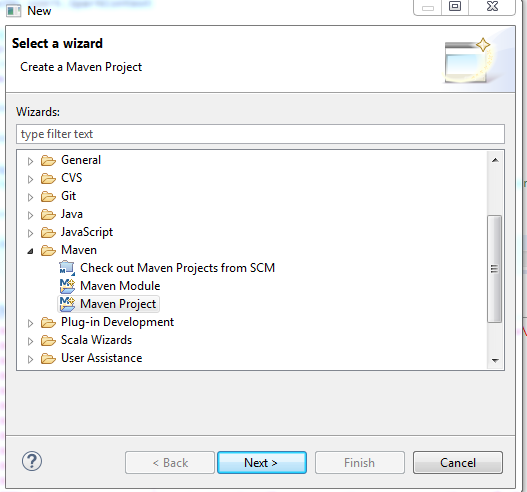 New
Select a wizard
Create a Maven Project
Wizards:
type filter text
General
CVS
Git
Java
JavaScript
Maven
Check out Maven Projects from SCM
Maven Module
Maven Project
Plug-in Development
Scala Wizards
User Assistance
?
< Back
Next >
Finish
Cancel